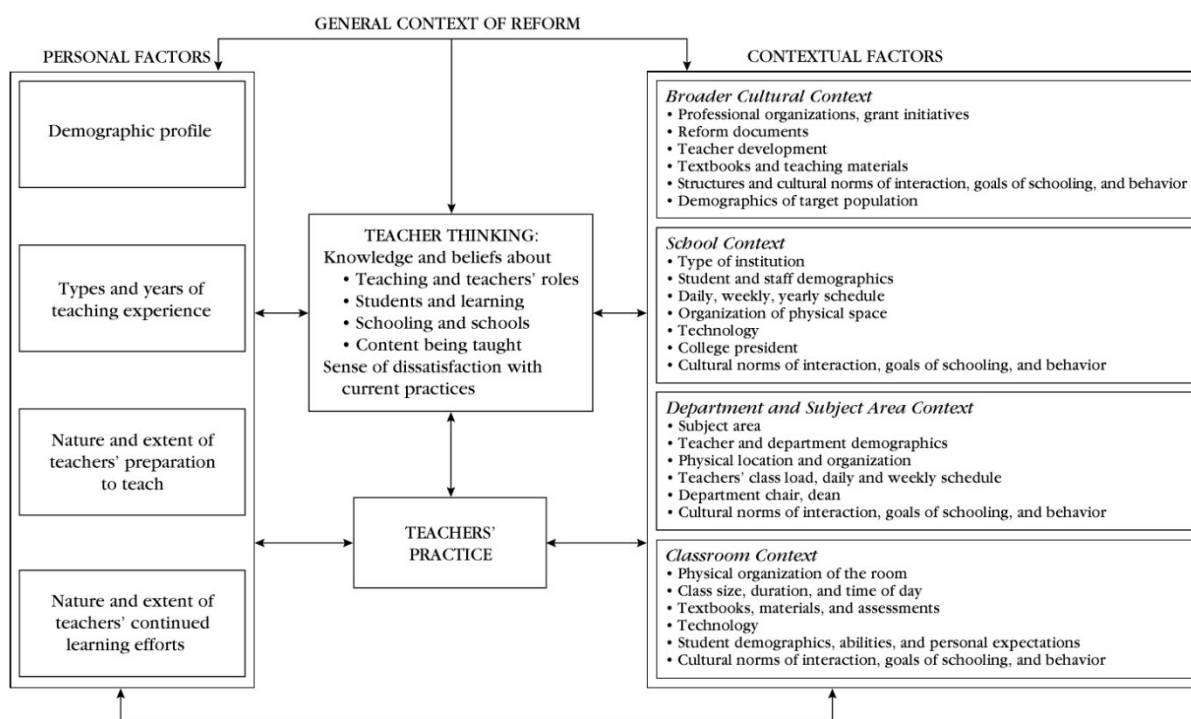 GENERAL CONTEXT OF REFORM
PERSONAL FACTORS
Demographic profile
Types and years of
teaching experience
Nature and extent of
teachers' preparation
to teach
Nature and extent of
teachers' continued
learning efforts
TEACHER THINKING:
Knowledge and beliefs about
• Teaching and teachers' roles
• Students and learning
• Schooling and schools
• Content being taught
Sense of dissatisfaction with
current practices
TEACHERS'
PRACTICE
CONTEXTUAL FACTORS
Broader Cultural Context
• Professional organizations, grant initiatives
• Reform documents
• Teacher development
• Textbooks and teaching materials
• Structures and cultural norms of interaction, goals of schooling, and behavior
• Demographics of target population
School Context
• Type of institution
• Student and staff demographics
• Daily, weekly, yearly schedule
• Organization of physical space
• Technology
• College president
• Cultural norms of interaction, goals of schooling, and behavior
Department and Subject Area Context
• Subject area
• Teacher and department demographics
• Physical location and organization
• Teachers' class load, daily and weekly schedule
• Department chair, dean
• Cultural norms of interaction, goals of schooling, and behavior
Classroom Context
• Physical organization of the room
• Class size, duration, and time of day
• Textbooks, materials, and assessments
• Technology
• Student demographics, abilities, and personal expectations
• Cultural norms of interaction, goals of schooling, and behavior